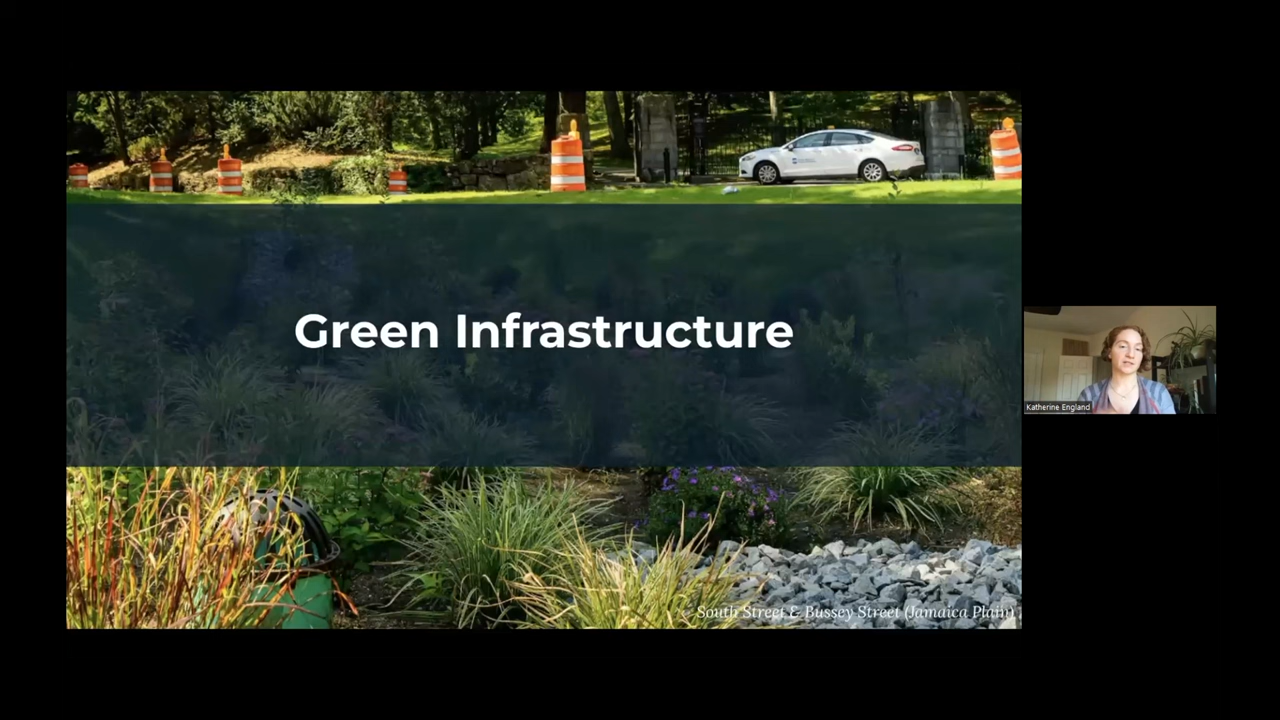 Green Infrastructure
South Street & Bussey Street (Jamaica Plain)
Katherine England